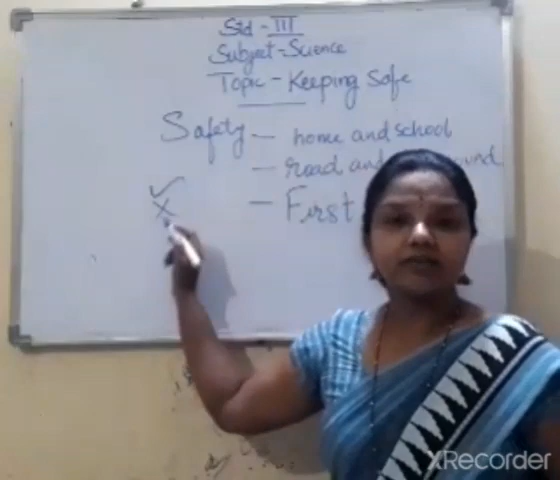 Std - III
Subject - Science
Topic - Keeping Safe
Safety - home and school
- road and
- First
XRecorder